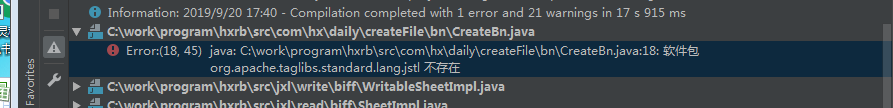 Information: 2019/9/20 17:40 - Compilation completed with 1 error and 21 warnings in 17 s 915 ms
C:\work\program\hxrb\src\com\hx\daily\createFile\bn\CreateBn.java
Error:(18, 45) java: C:\work\program\hxrb\src\com\hx\daily\createFile\bn\CreateBn.java:18: 软件包
org.apache.taglibs.standard.lang.jstl 不存在
C:\work\program\hxrb\src\jxl\write\biff\WritableSheetImpl.java
C:\work\program\hxrb\src\jxl\read\biff\SheetImpl.java
Favorites